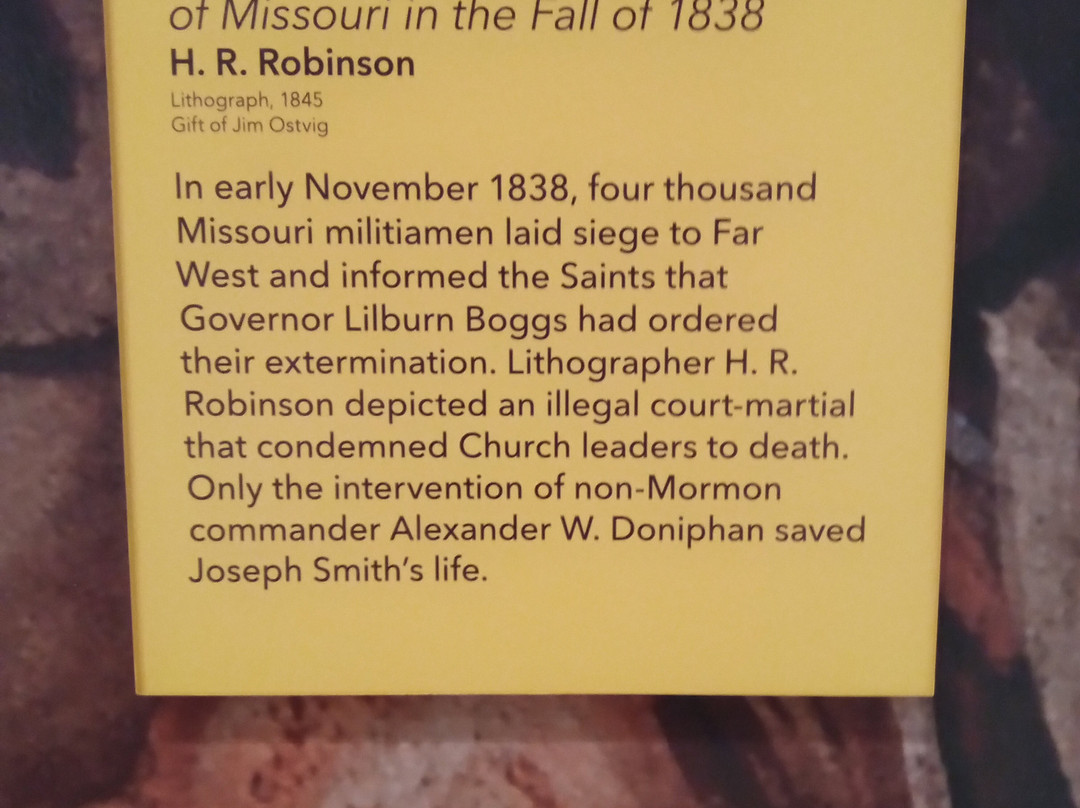 of Missouri in the Fall of 1838
H. R. Robinson
Lithograph, 1845
Gift of Jim Ostvig
In early November 1838, four thousand
Missouri militiamen laid siege to Far
West and informed the Saints that
Governor Lilburn Boggs had ordered
their extermination. Lithographer H. R.
Robinson depicted an illegal court-martial
that condemned Church leaders to death.
Only the intervention of non-Mormon
commander Alexander W. Doniphan saved
Joseph Smith's life.